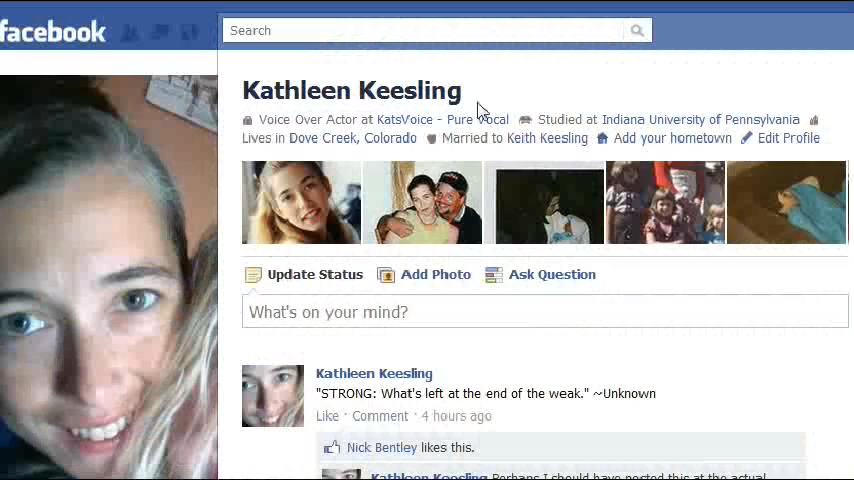 facebook
Search
Kathleen Keesling
Voice Over Actor at KatsVoice - Pure Vocal Studied at Indiana University of Pennsylvania
Lives in Dove Creek, Colorado Married to Keith Keesling Add your hometown Edit Profile
Update Status Add Photo Ask Question
What's on your mind?
Kathleen Keesling
"STRONG: What's left at the end of the weak." ~Unknown
Like · Comment · 4 hours ago
Nick Bentley likes this.
Kathleen Keesling Perhaps I should have posted this at the actual